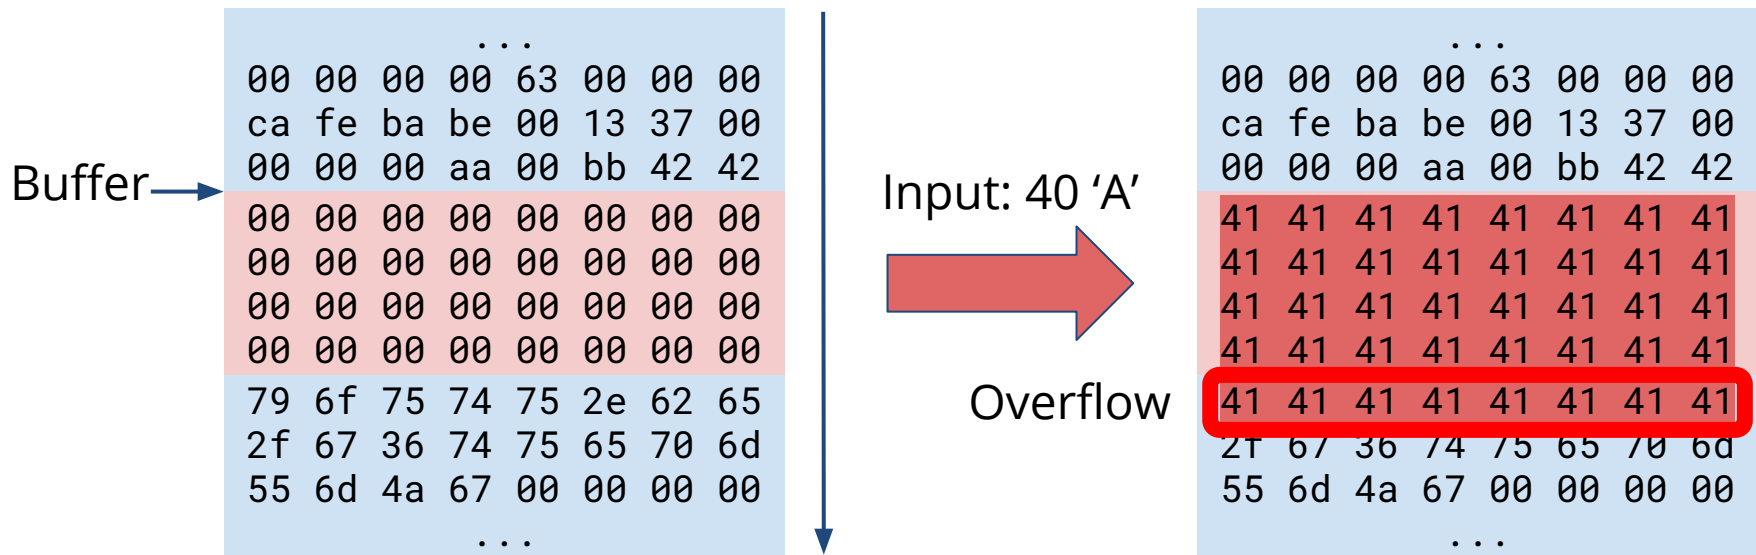 ...
00 00 00 00 63 00 00 00
ca fe ba be 00 13 37 00
00 00 00 aa 00 bb 42 42
Buffer
00 00 00 00 00 00 00 00
00 00 00 00 00 00 00 00
00 00 00 00 00 00 00 00
00 00 00 00 00 00 00 00
79 6f 75 74 75 2e 62 65
2f 67 36 74 75 65 70 6d
55 6d 4a 67 00 00 00 00
...
Input: 40 ‘A’
Overflow
...
00 00 00 00 63 00 00 00
ca fe ba be 00 13 37 00
00 00 00 aa 00 bb 42 42
41 41 41 41 41 41 41 41
41 41 41 41 41 41 41 41
41 41 41 41 41 41 41 41
41 41 41 41 41 41 41 41
41 41 41 41 41 41 41 41
2f 67 36 74 75 65 70 6d
55 6d 4a 67 00 00 00 00
...